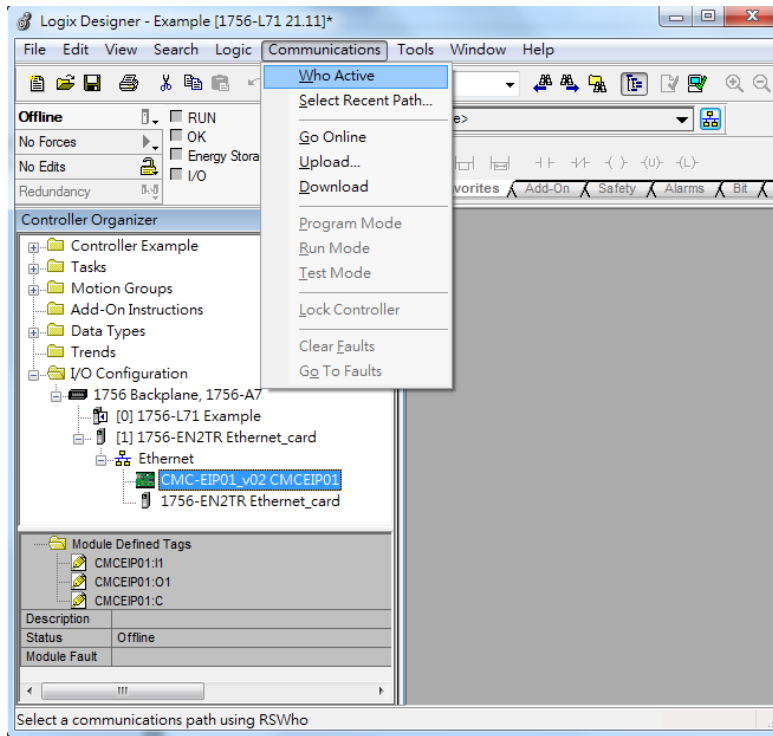 Logix Designer - Example [1756-L71 21.11]*
File Edit View Search Logic Communications Tools Window Help
Who Active
Select Recent Path...
Go Online
Upload...
Download
Program Mode
Run Mode
Test Mode
Lock Controller
Clear Faults
Go To Faults
Offline
RUN
No Forces
OK
No Edits
Energy Stora
I/O
Redundancy
e>
vorites Add-On Safety Alarms Bit
Controller Organizer
Controller Example
Tasks
Motion Groups
Add-On Instructions
Data Types
Trends
I/O Configuration
1756 Backplane, 1756-A7
[0] 1756-L71 Example
[1] 1756-EN2TR Ethernet_card
Ethernet
CMC-EIP01_v02 CMCEIP01
1756-EN2TR Ethernet_card
Module Defined Tags
CMCEIP01:I1
CMCEIP01:O1
CMCEIP01:C
Description
Status Offline
Module Fault
Select a communications path using RSWho